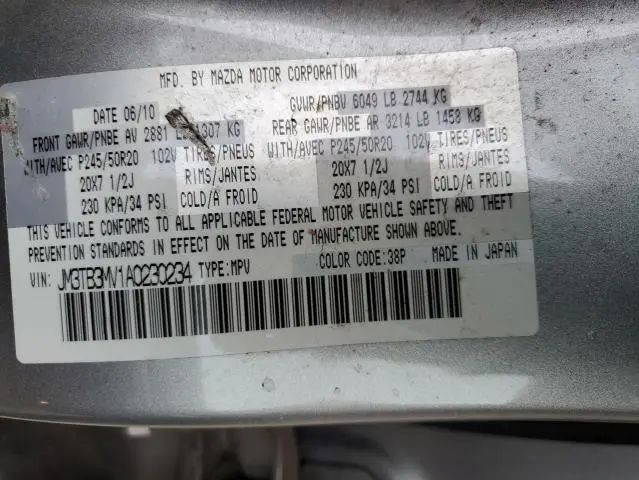 MFD. BY MAZDA MOTOR CORPORATION
DATE 06/10 GVWR/PNBV 6049 LB 2744 KG
FRONT GAWR/PNBE AV 2881 LB 1307 KG REAR GAWR/PNBE AR 3214 LB 1458 KG
WITH/AVEC P245/50R20 102V TIRES/PNEUS WITH/AVEC P245/50R20 102V TIRES/PNEUS
20X7 1/2J RIMS/JANTES 20X7 1/2J RIMS/JANTES
230 KPA/34 PSI COLD/A FROID 230 KPA/34 PSI COLD/A FROID
THIS VEHICLE CONFORMS TO ALL APPLICABLE FEDERAL MOTOR VEHICLE SAFETY AND THEFT
PREVENTION STANDARDS IN EFFECT ON THE DATE OF MANUFACTURE SHOWN ABOVE.
VIN: JM3TB3MV1A0230234 TYPE:MPV COLOR CODE:38P MADE IN JAPAN